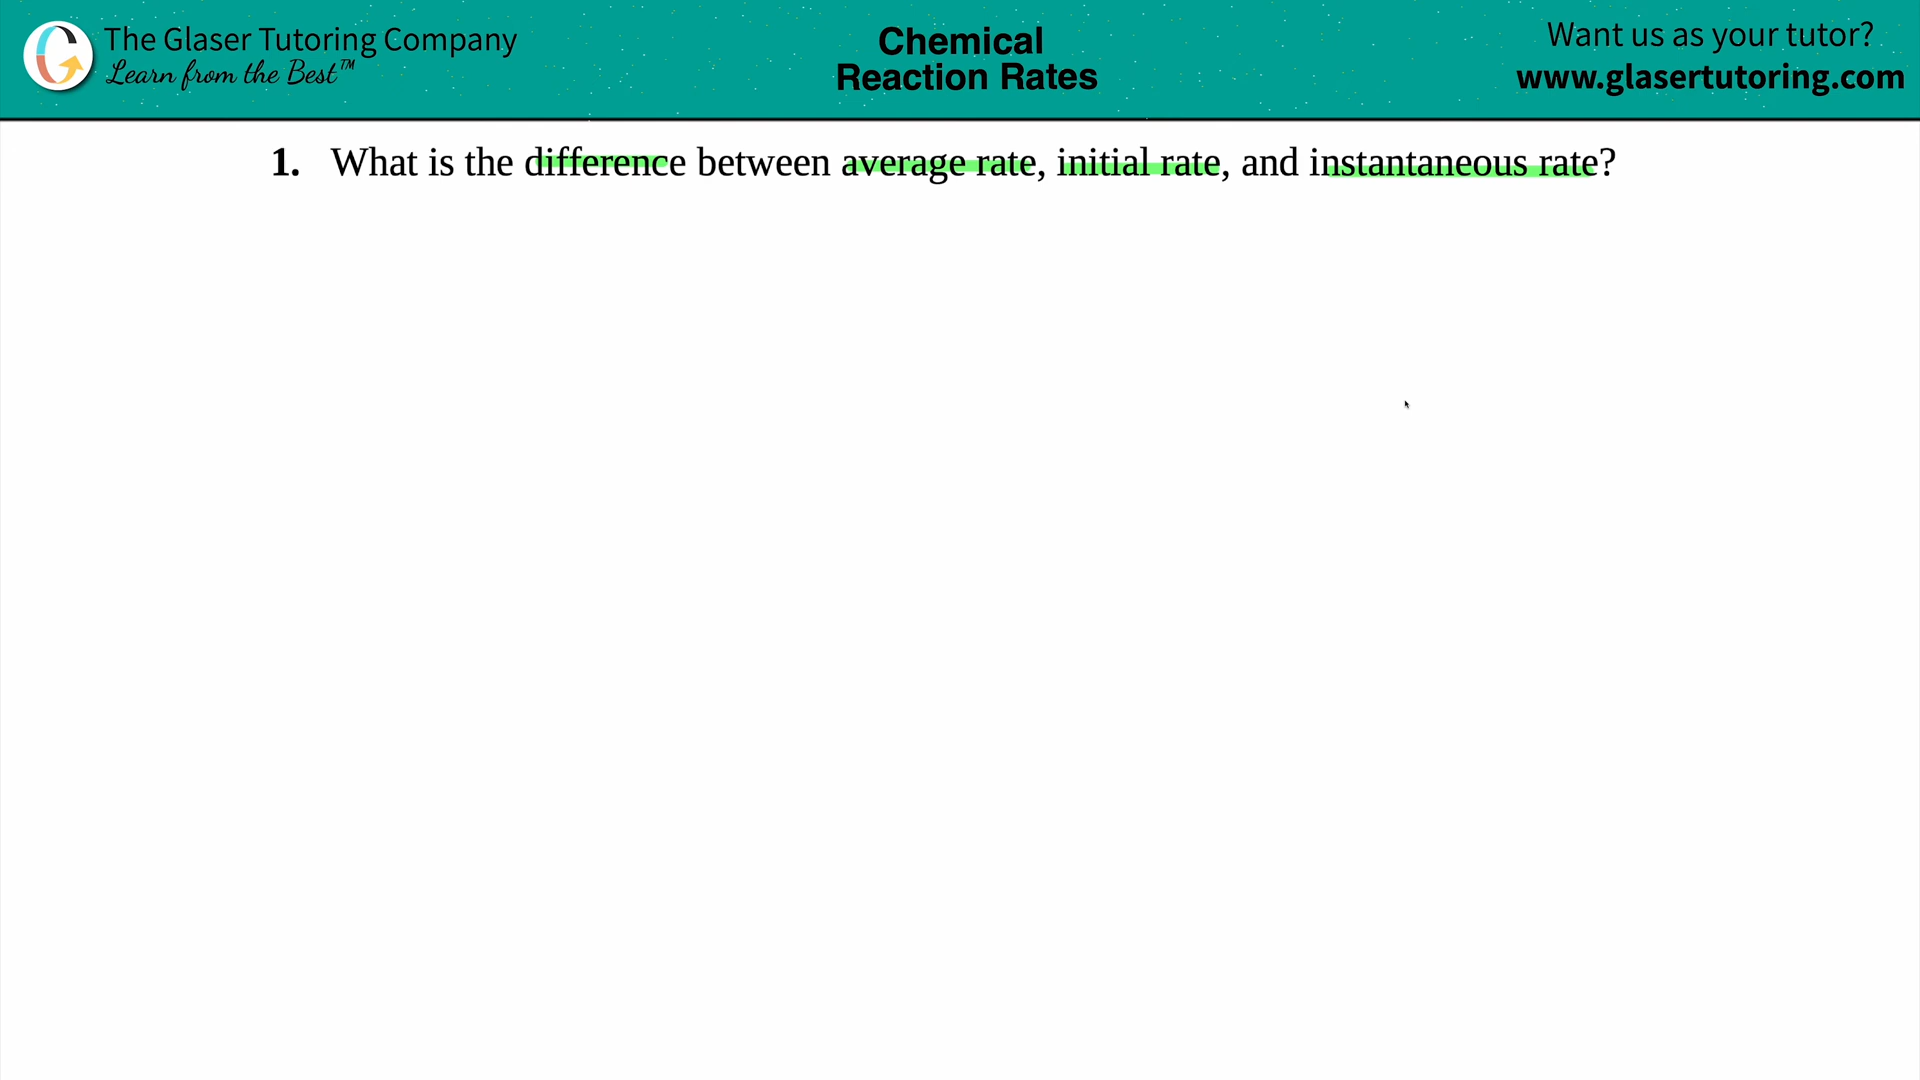 The Glaser Tutoring Company
Learn from the Best™
Chemical
Reaction Rates
Want us as your tutor?
www.glasertutoring.com
1. What is the difference between average rate, initial rate, and instantaneous rate?